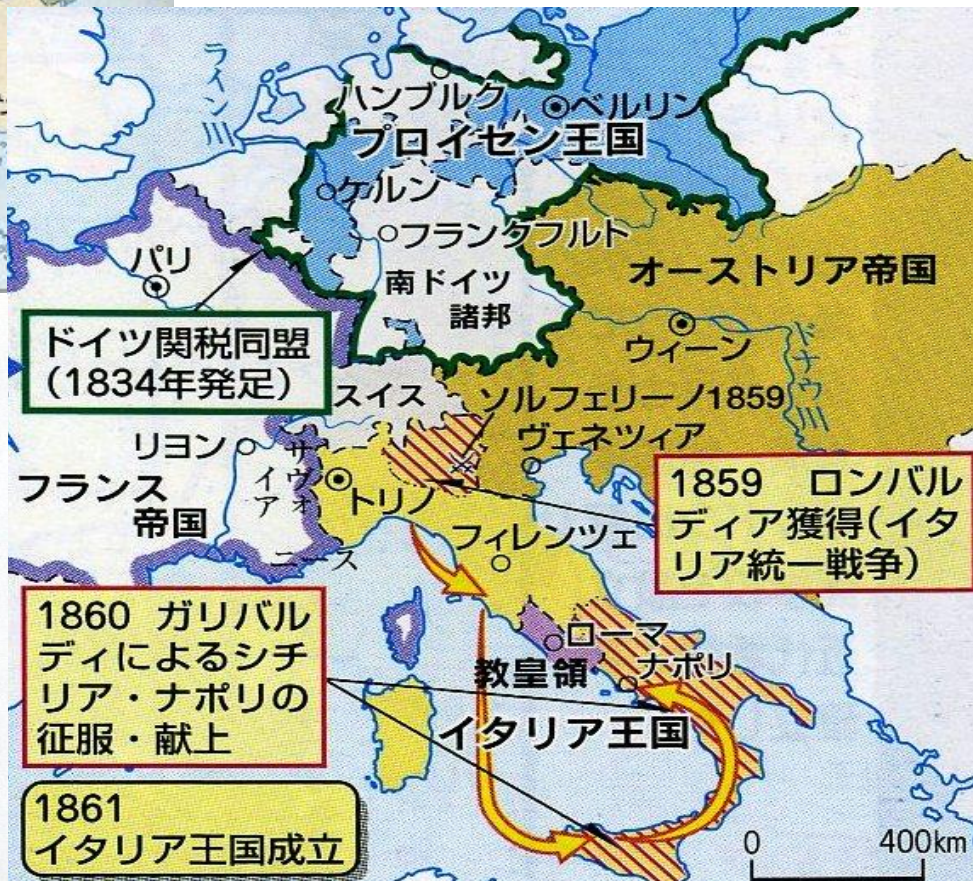 ライン川
ハンブルク
ベルリン
プロイセン王国
ケルン
フランクフルト
パリ
南ドイツ
諸邦
オーストリア帝国
ドイツ関税同盟
(1834年発足)
ウィーン
ドナウ川
スイス
ソルフェリーノ1859
リヨン
サヴォイア
ヴェネツィア
フランス
帝国
トリノ
1859 ロンバル
ディア獲得(イタ
リア統一戦争)
ニース
フィレンツェ
1860 ガリバル
ディによるシチ
リア・ナポリの
征服・献上
ローマ
教皇領
ナポリ
イタリア王国
1861
イタリア王国成立
0 400km